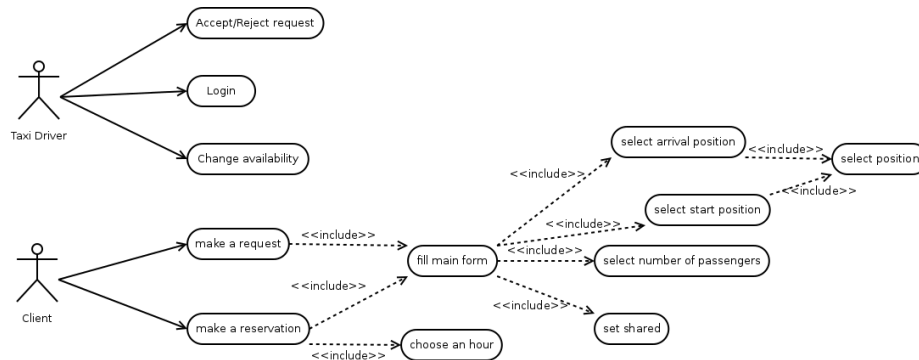 Accept/Reject request
Login
Taxi Driver
Change availability
select arrival position
<<include>>
select position
<<include>>
<<include>>
select start position
<<include>>
make a request
<<include>>
<<include>>
fill main form
select number of passengers
<<include>>
<<include>>
Client
make a reservation
<<include>>
set shared
choose an hour
<<include>>